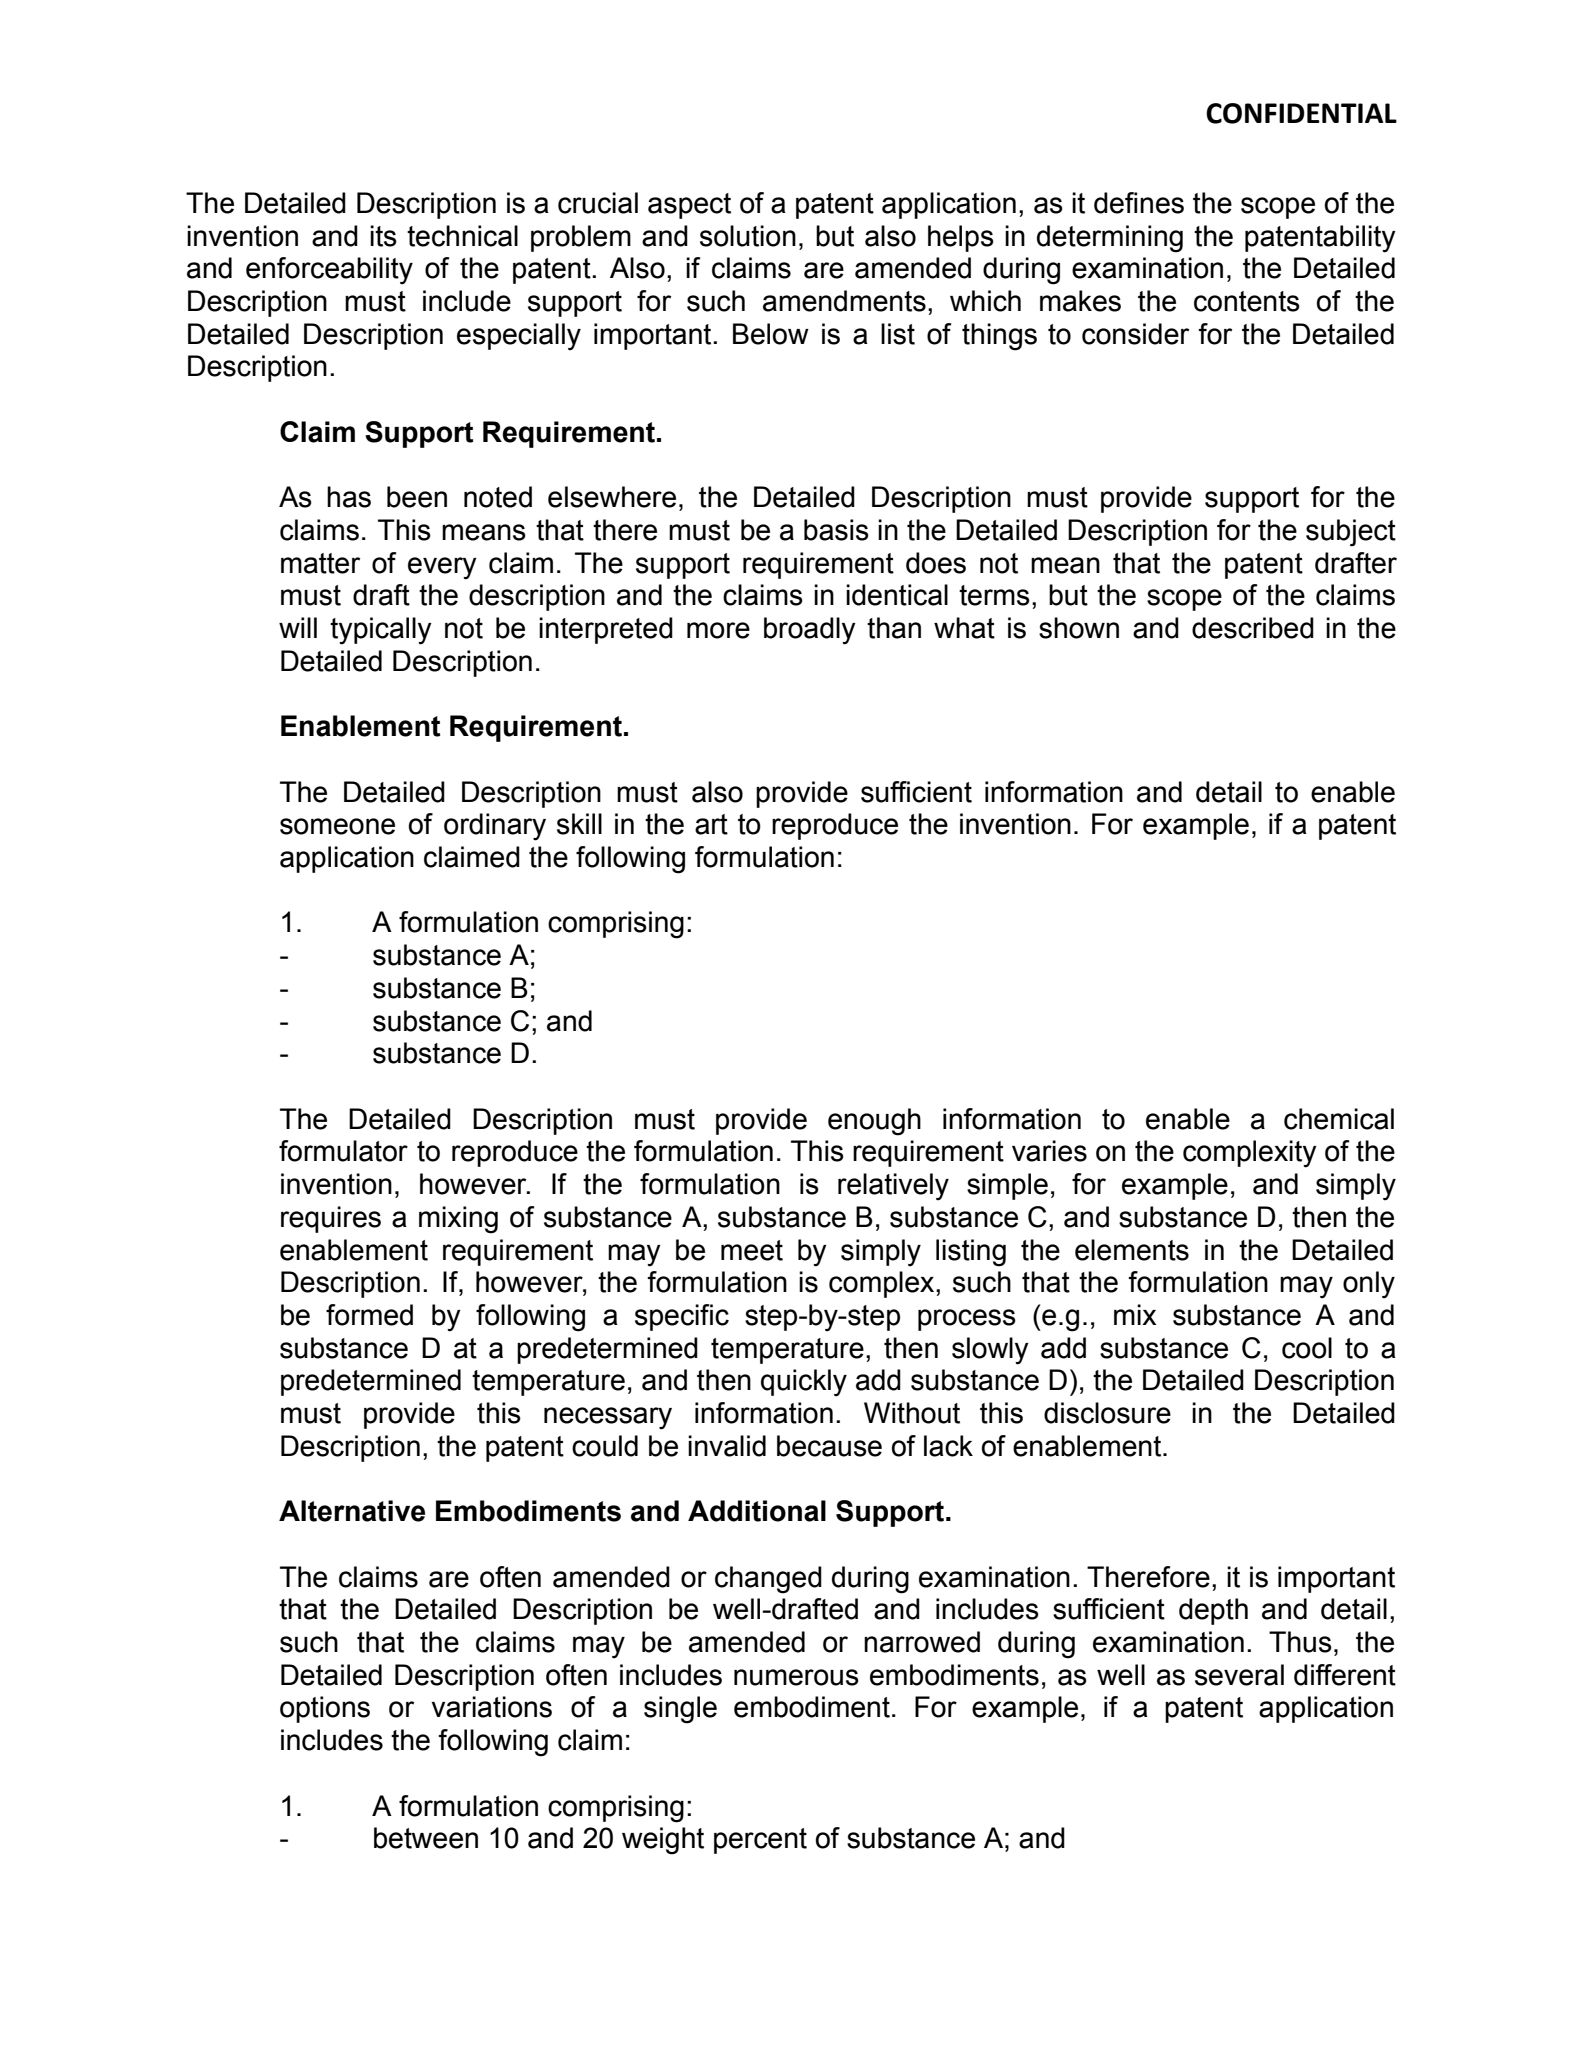 CONFIDENTIAL
The Detailed Description is a crucial aspect of a patent application, as it defines the scope of the
invention and its technical problem and solution, but also helps in determining the patentability
and enforceability of the patent. Also, if claims are amended during examination, the Detailed
Description must include support for such amendments, which makes the contents of the
Detailed Description especially important. Below is a list of things to consider for the Detailed
Description.
Claim Support Requirement.
As has been noted elsewhere, the Detailed Description must provide support for the
claims. This means that there must be a basis in the Detailed Description for the subject
matter of every claim. The support requirement does not mean that the patent drafter
must draft the description and the claims in identical terms, but the scope of the claims
will typically not be interpreted more broadly than what is shown and described in the
Detailed Description.
Enablement Requirement.
The Detailed Description must also provide sufficient information and detail to enable
someone of ordinary skill in the art to reproduce the invention. For example, if a patent
application claimed the following formulation:
1. A formulation comprising:
- substance A;
- substance B;
- substance C; and
- substance D.
The Detailed Description must provide enough information to enable a chemical
formulator to reproduce the formulation. This requirement varies on the complexity of the
invention, however. If the formulation is relatively simple, for example, and simply
requires a mixing of substance A, substance B, substance C, and substance D, then the
enablement requirement may be meet by simply listing the elements in the Detailed
Description. If, however, the formulation is complex, such that the formulation may only
be formed by following a specific step-by-step process (e.g., mix substance A and
substance D at a predetermined temperature, then slowly add substance C, cool to a
predetermined temperature, and then quickly add substance D), the Detailed Description
must provide this necessary information. Without this disclosure in the Detailed
Description, the patent could be invalid because of lack of enablement.
Alternative Embodiments and Additional Support.
The claims are often amended or changed during examination. Therefore, it is important
that the Detailed Description be well-drafted and includes sufficient depth and detail,
such that the claims may be amended or narrowed during examination. Thus, the
Detailed Description often includes numerous embodiments, as well as several different
options or variations of a single embodiment. For example, if a patent application
includes the following claim:
1. A formulation comprising:
- between 10 and 20 weight percent of substance A; and